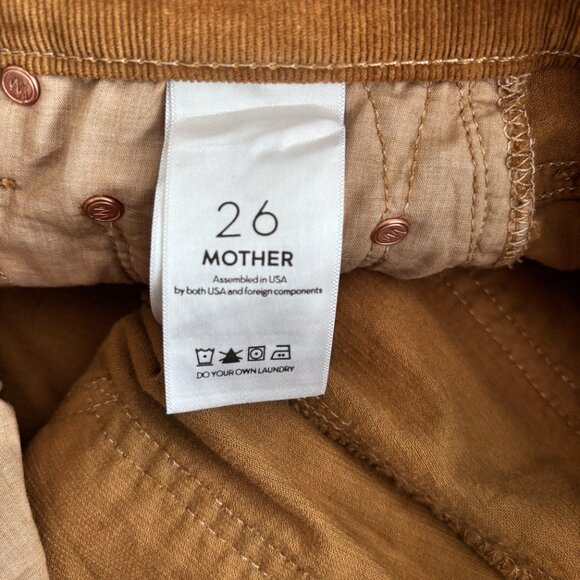 26
MOTHER
Assembled in USA
by both USA and foreign components
DO YOUR OWN LAUNDRY